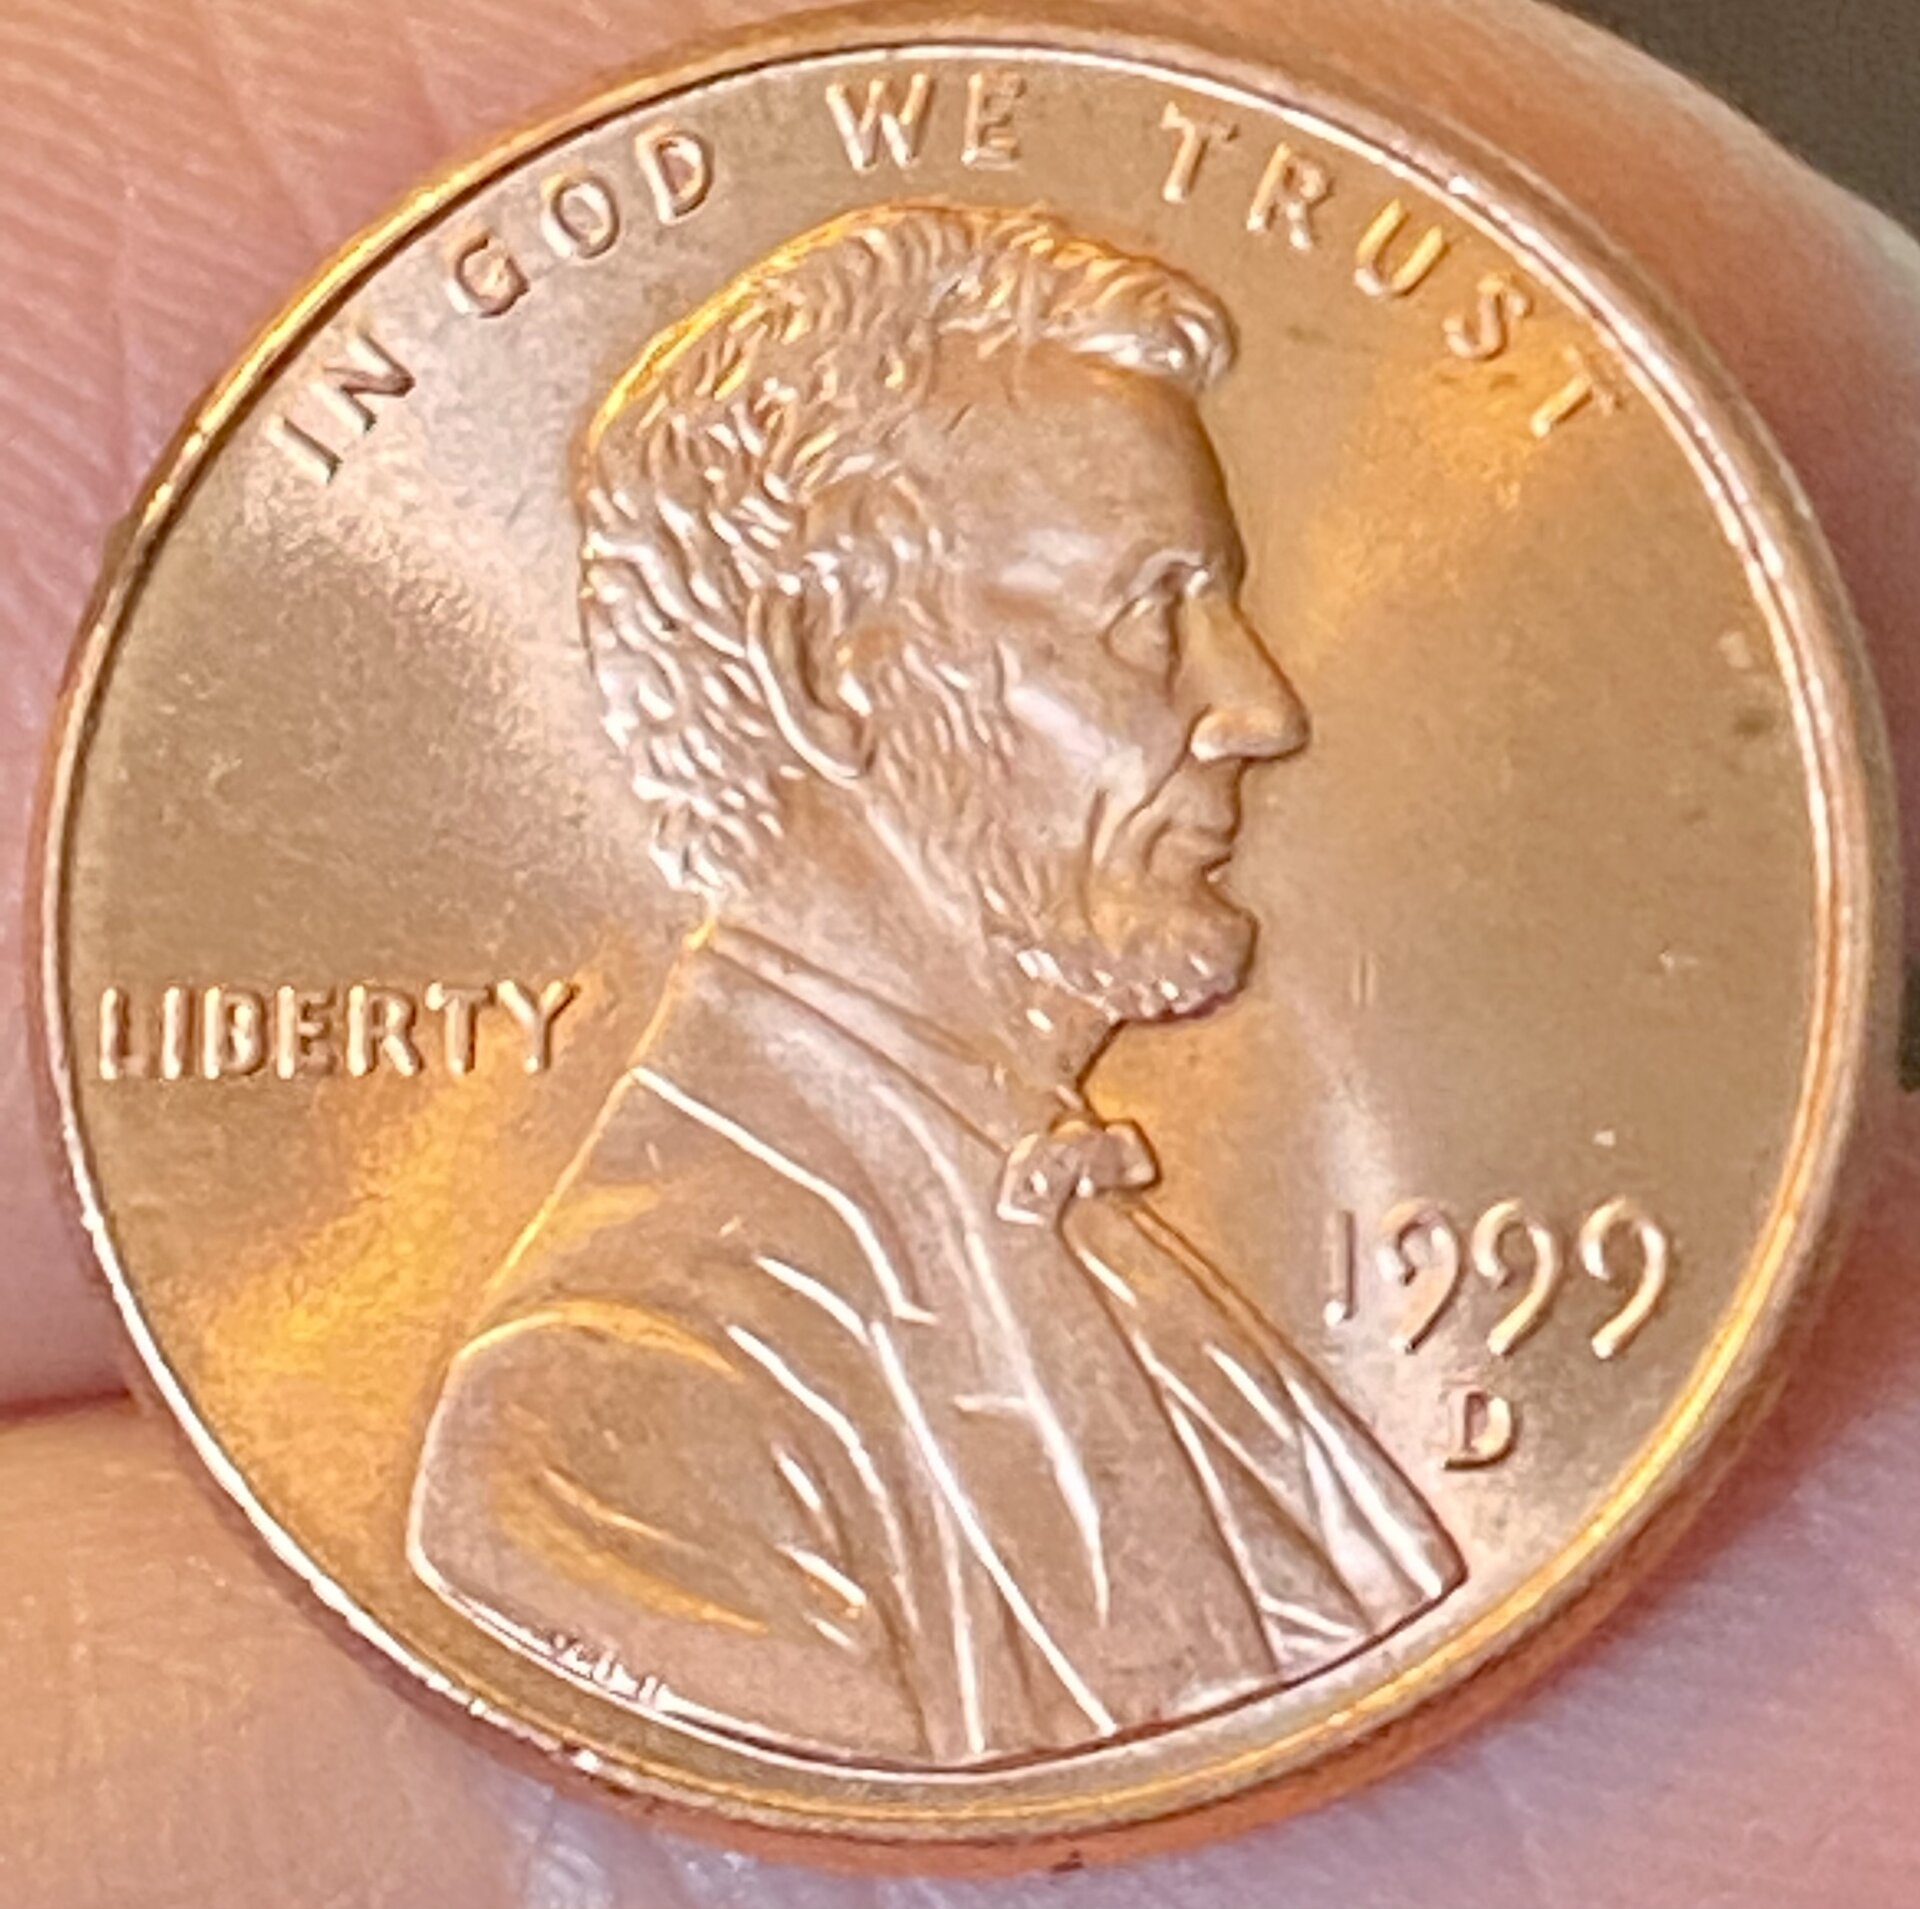 IN GOD WE TRUST
LIBERTY
1999
D